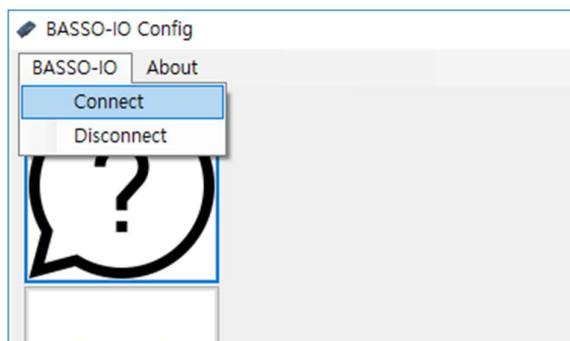 BASSO-IO Config
BASSO-IO About
Connect
Disconnect
?